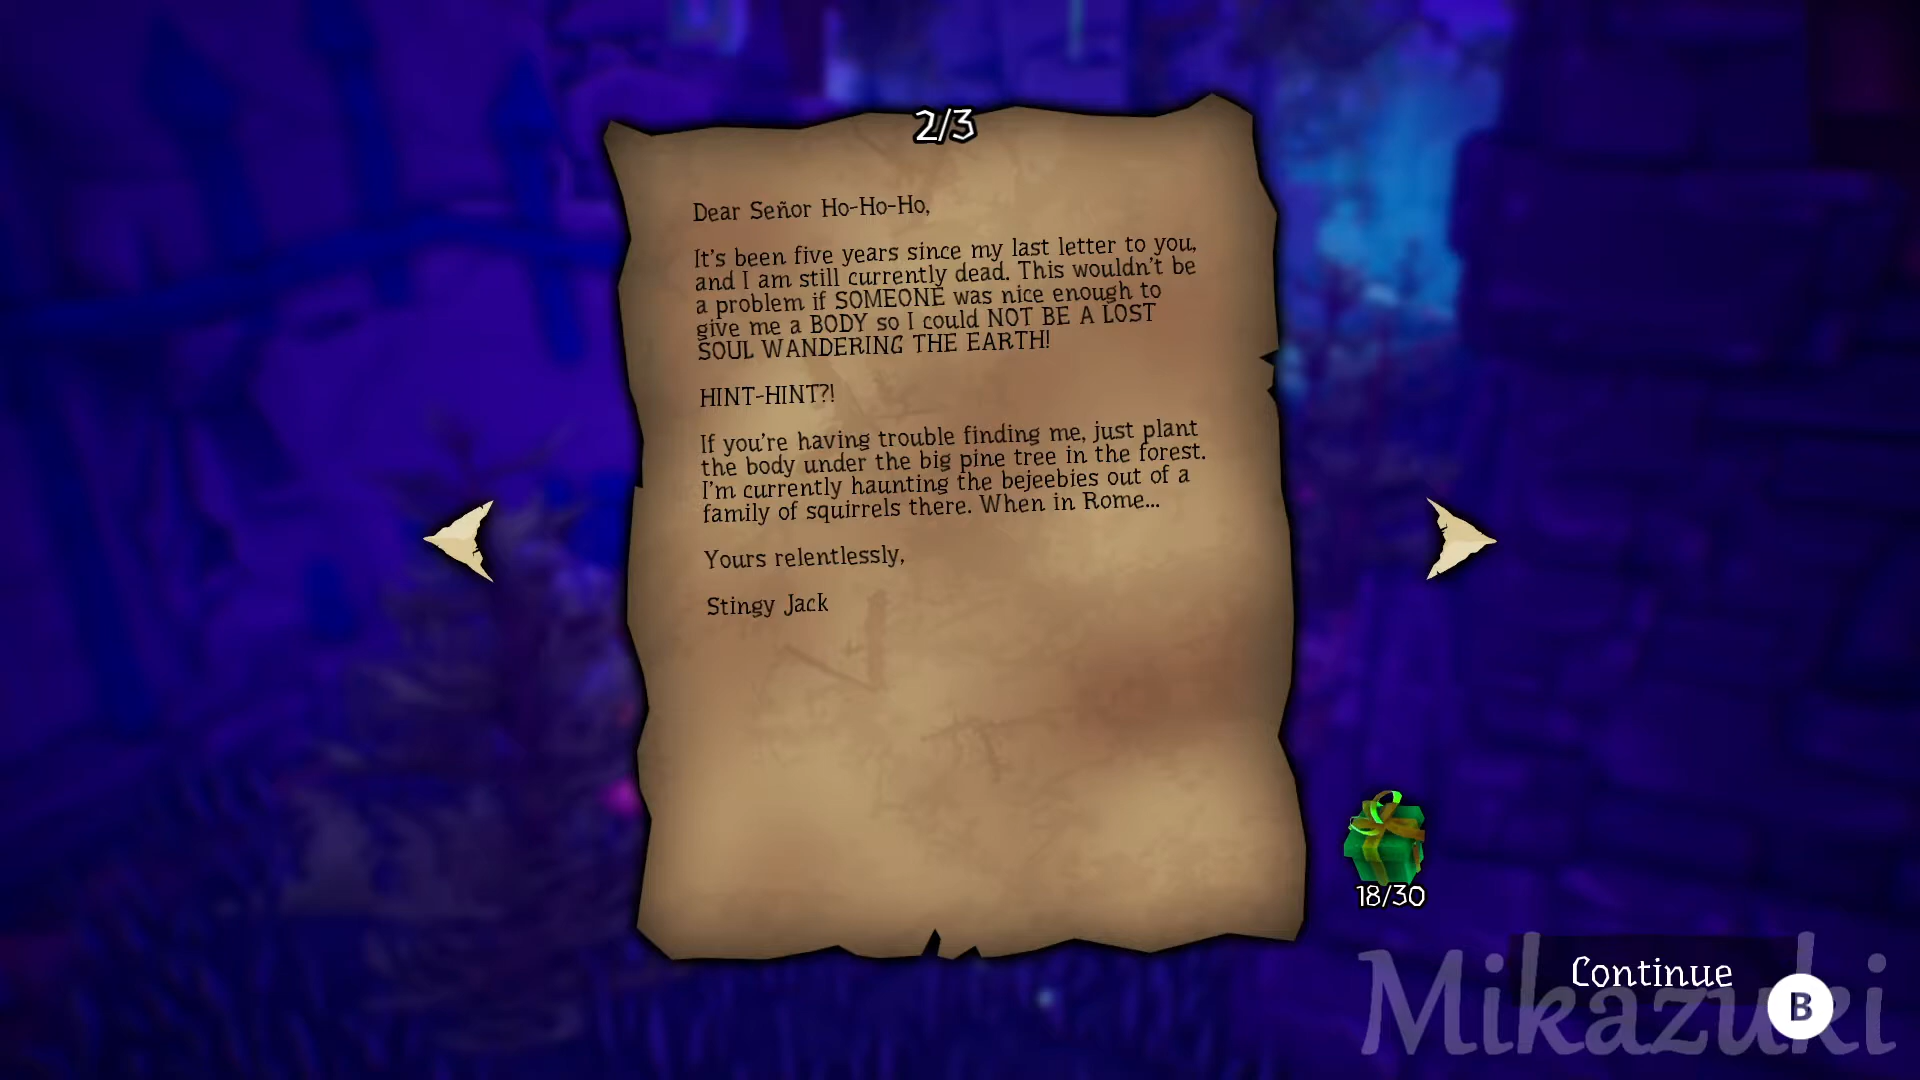 2/3
Dear Señor Ho-Ho-Ho,
It's been five years since my last letter to you,
and I am still currently dead. This wouldn't be
a problem if SOMEONE was nice enough to
give me a BODY so I could NOT BE A LOST
SOUL WANDERING THE EARTH!
HINT-HINT?!
If you're having trouble finding me, just plant
the body under the big pine tree in the forest.
I'm currently haunting the bejeebies out of a
family of squirrels there. When in Rome...
Yours relentlessly,
Stingy Jack
18/30
Continue
B
Mikazuki